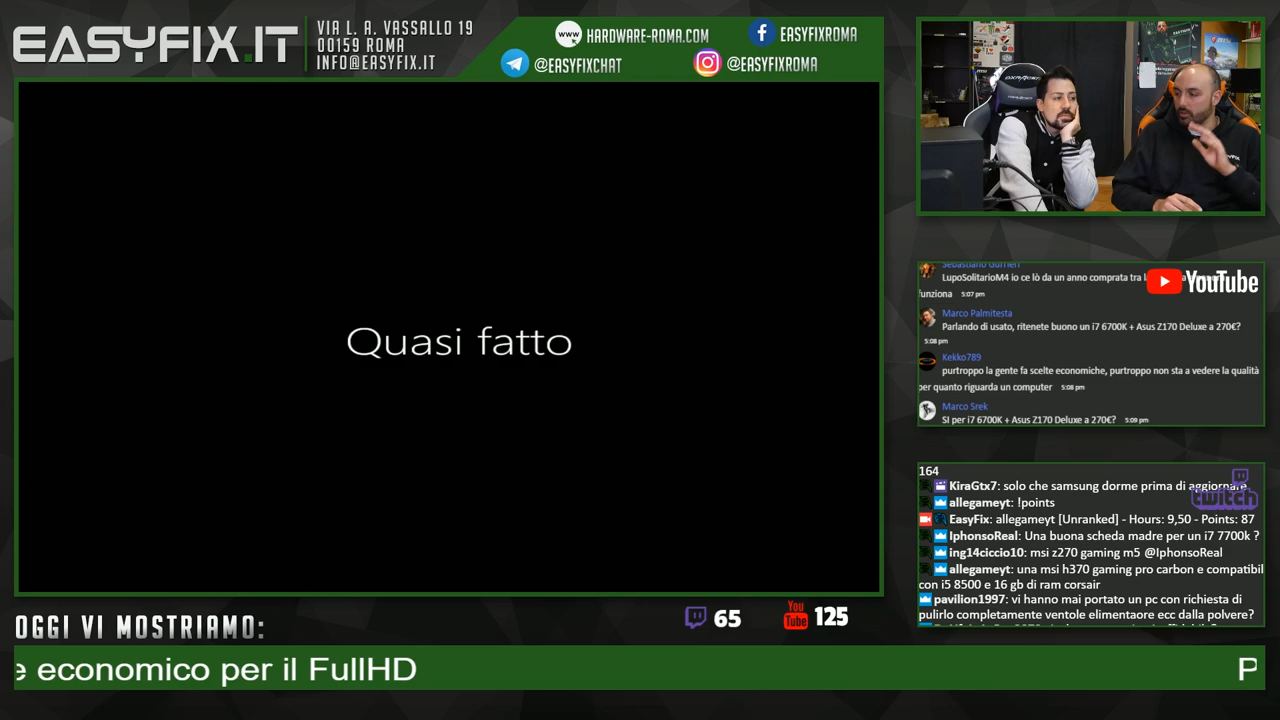 EASYFIX.IT
VIA L. A. VASSALLO 19
00159 ROMA
INFO@EASYFIX.IT
www
HARDWARE-ROMA.COM
EASYFIXROMA
@EASYFIXCHAT
@EASYFIXROMA
Quasi fatto
YouTube
LupoSolitarioM4 io ce lò da un anno comprata tra
funziona 5:07 pm
Marco Palmitesta
Parlando di usato, ritenete buono un i7 6700K + Asus Z170 Deluxe a 270€?
5:08 pm
Kekko789
purtroppo la gente fa scelte economiche, purtroppo non sta a vedere la qualità
per quanto riguarda un computer 5:08 pm
Marco Srek
SI per i7 6700K + Asus Z170 Deluxe a 270€? 5:09 pm
164
KiraGtx7: solo che samsung dorme prima di aggiornare
twitch
allegameyt: !points
EasyFix: allegameyt [Unranked] - Hours: 9,50 - Points: 87
IphonsoReal: Una buona scheda madre per un i7 7700k ?
ing14ciccio10: msi z270 gaming m5 @IphonsoReal
allegameyt: una msi h370 gaming pro carbon e compatibil
con i5 8500 e 16 gb di ram corsair
pavilion1997: vi hanno mai portato un pc con richiesta di
pulirlo completamente ventole elimentaore ecc dalla polvere?
OGGI VI MOSTRIAMO:
65
You Tube
125
e economico per il FullHD
P